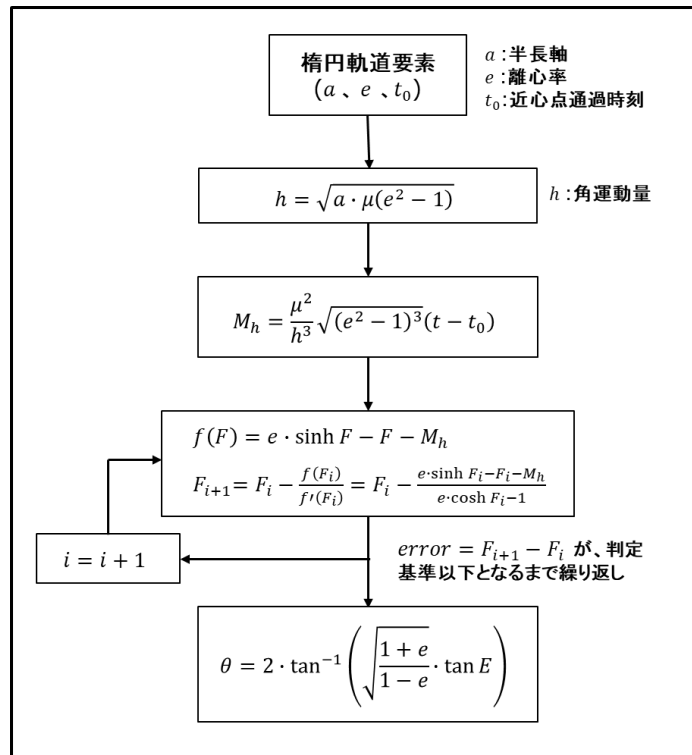 楕円軌道要素
(a 、 e 、t₀)
a :半長軸
e :離心率
t₀:近心点通過時刻
h = √(a · μ(e² − 1))
h :角運動量
M_h = μ²/h³ √((e² − 1)³) (t − t₀)
f(F) = e · sinh F − F − M_h
F_{i+1} = F_i − f(F_i)/f′(F_i) = F_i − (e·sinh F_i−F_i−M_h)/(e·cosh F_i−1)
i = i + 1
error = F_{i+1} − F_i が、判定
基準以下となるまで繰り返し
θ = 2 · tan⁻¹ (√((1 + e)/(1 − e)) · tan E)